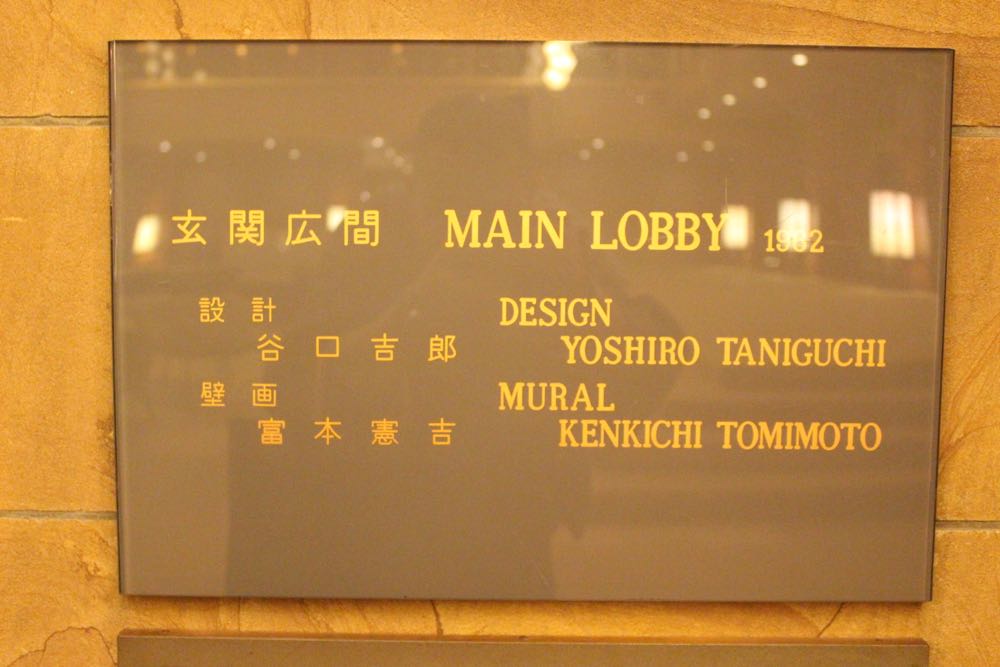 玄関広間 MAIN LOBBY 1962
設計 DESIGN
谷口吉郎 YOSHIRO TANIGUCHI
壁画 MURAL
富本憲吉 KENKICHI TOMIMOTO